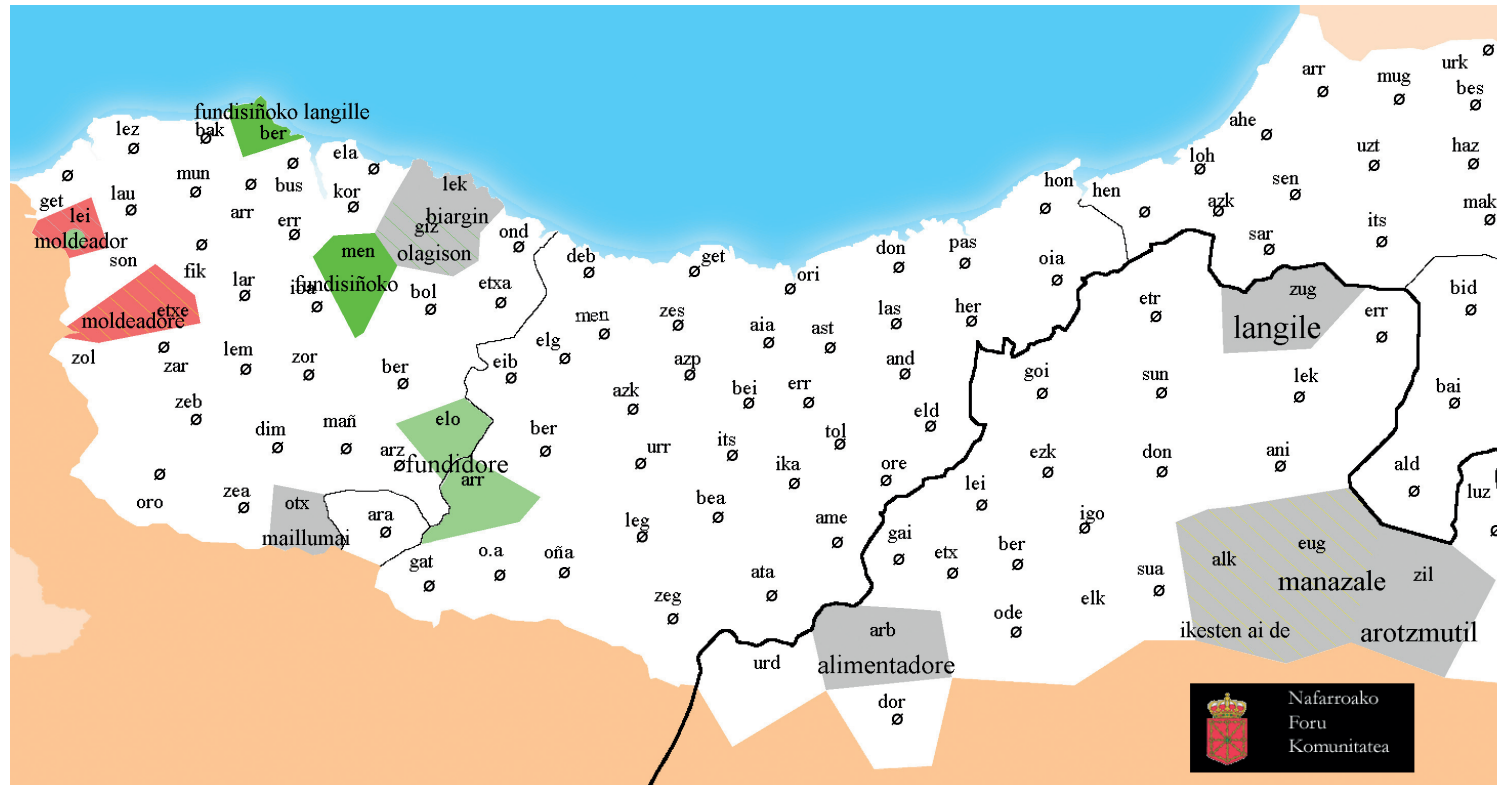 arr
mug
urk
bes
fundisiñoko langille
lez
bak
ber
ahe
ela
loh
uzt
haz
mun
bus
kor
lek
hon
hen
sen
get
lau
lei
arr
err
giz
biargin
azk
its
mak
moldeador
son
men
olagison
ond
deb
get
don
pas
oia
sar
fik
lar
iba
fundisiñoko
bol
etxa
ori
etr
zug
bid
etxe
moldeadore
men
zes
aia
ast
las
her
langile
err
zol
zar
lem
zor
ber
eib
elg
azp
and
goi
sun
lek
bai
zeb
azk
bei
err
eld
dim
mañ
elo
ber
urr
its
tol
arz
fundidore
arr
ika
ore
ezk
don
ani
ald
oro
zea
otx
ara
bea
lei
luz
maillumai
leg
ame
gai
igo
gat
o.a
oña
etx
ber
alk
eug
zil
ata
sua
manazale
zeg
ode
elk
arb
ikesten ai de
arotzmutil
urd
alimentadore
dor
Nafarroako
Foru
Komunitatea